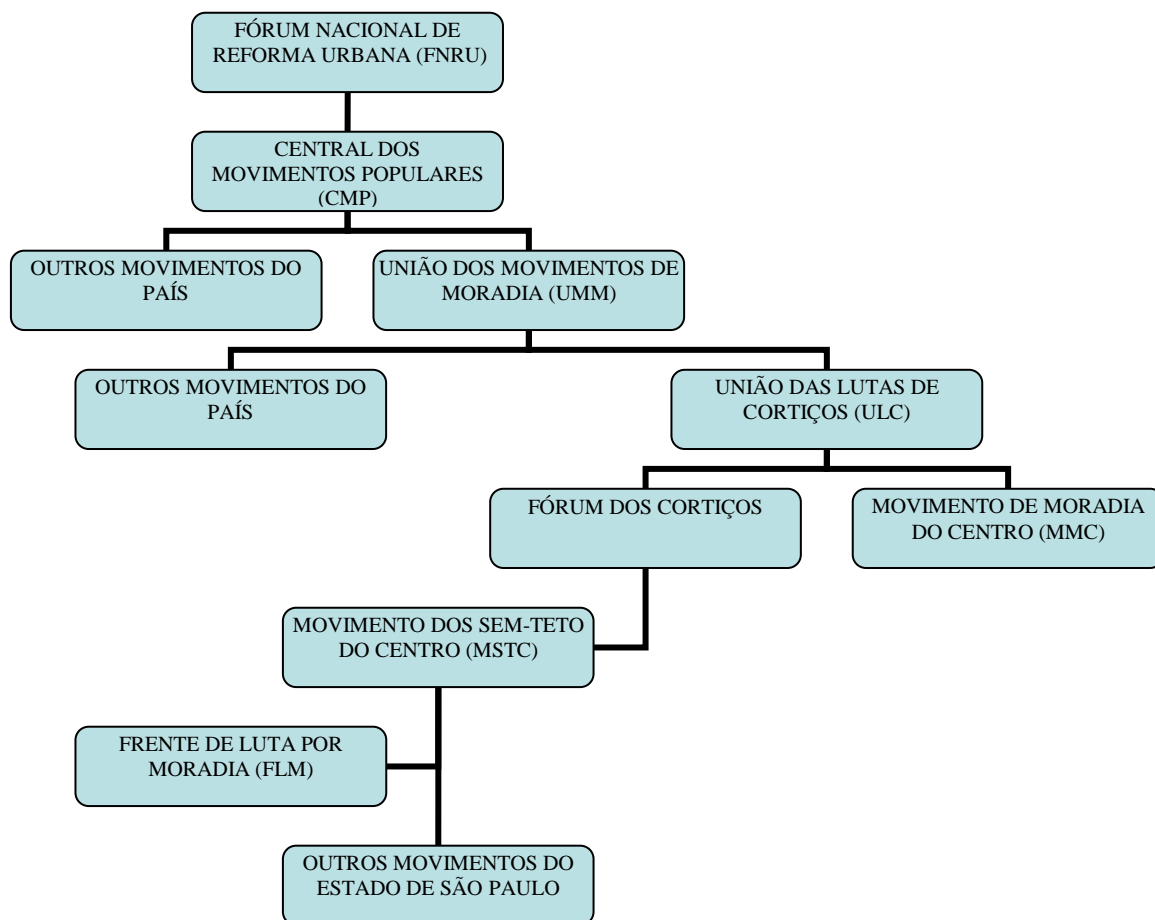 FÓRUM NACIONAL DE
REFORMA URBANA (FNRU)
CENTRAL DOS
MOVIMENTOS POPULARES
(CMP)
OUTROS MOVIMENTOS DO
PAÍS
UNIÃO DOS MOVIMENTOS DE
MORADIA (UMM)
OUTROS MOVIMENTOS DO
PAÍS
UNIÃO DAS LUTAS DE
CORTIÇOS (ULC)
FÓRUM DOS CORTIÇOS
MOVIMENTO DE MORADIA
DO CENTRO (MMC)
MOVIMENTO DOS SEM-TETO
DO CENTRO (MSTC)
FRENTE DE LUTA POR
MORADIA (FLM)
OUTROS MOVIMENTOS DO
ESTADO DE SÃO PAULO